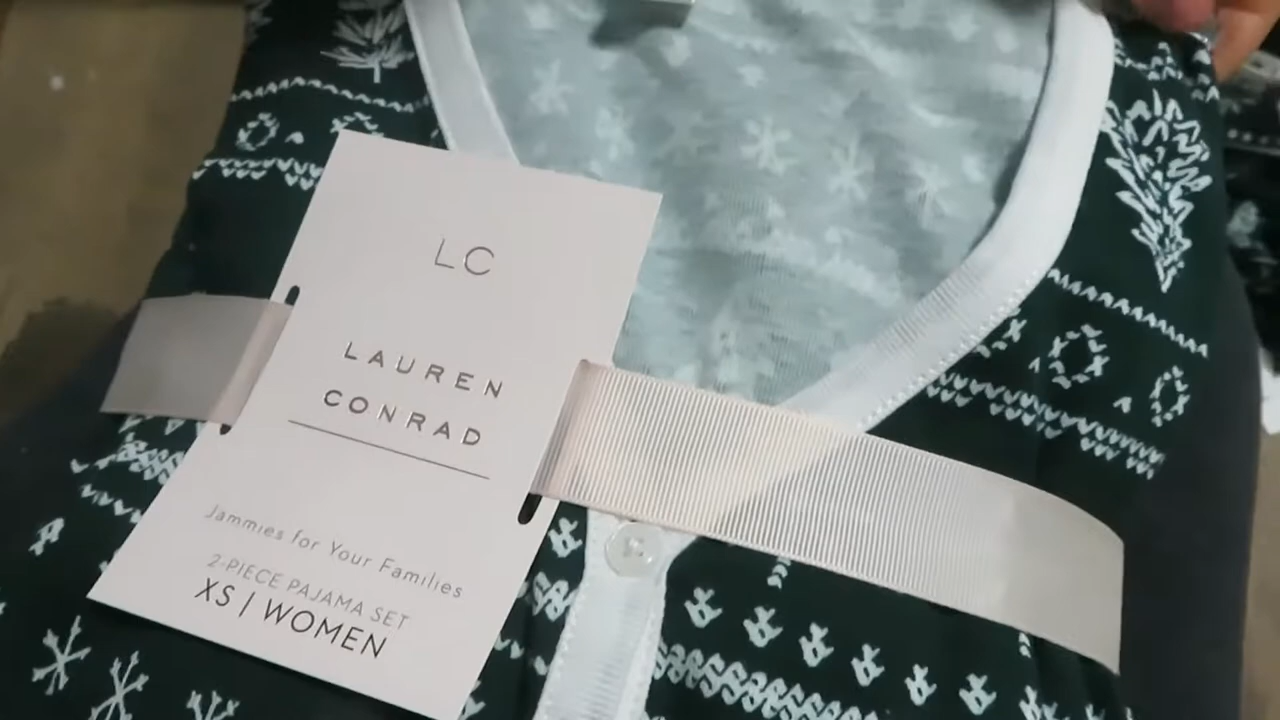 LC
LAUREN
CONRAD
Jammies for Your Families
2-PIECE PAJAMA SET
XS | WOMEN